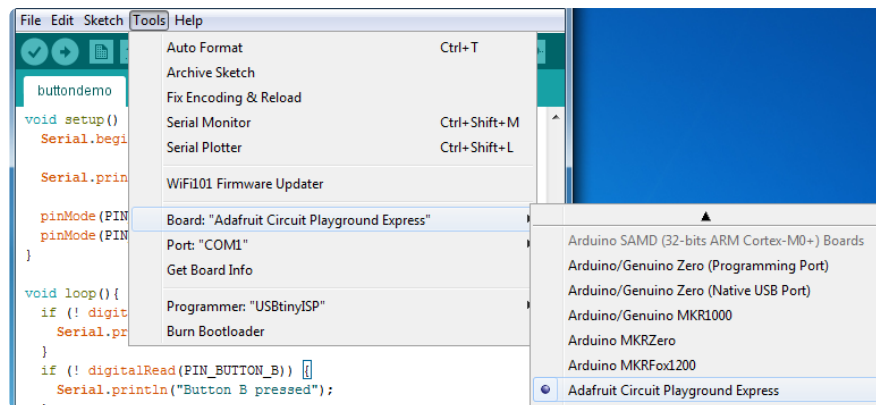 File Edit Sketch Tools Help
Auto Format Ctrl+T
Archive Sketch
Fix Encoding & Reload
Serial Monitor Ctrl+Shift+M
Serial Plotter Ctrl+Shift+L
WiFi101 Firmware Updater
Board: "Adafruit Circuit Playground Express"
Port: "COM1"
Get Board Info
Programmer: "USBtinyISP"
Burn Bootloader
Arduino SAMD (32-bits ARM Cortex-M0+) Boards
Arduino/Genuino Zero (Programming Port)
Arduino/Genuino Zero (Native USB Port)
Arduino/Genuino MKR1000
Arduino MKRZero
Arduino MKRFox1200
Adafruit Circuit Playground Express
buttondemo
void setup()
Serial.begi
Serial.prin
pinMode(PIN
pinMode(PIN
}
void loop(){
if (! digit
Serial.pr
}
if (! digitalRead(PIN_BUTTON_B)) {
Serial.println("Button B pressed");